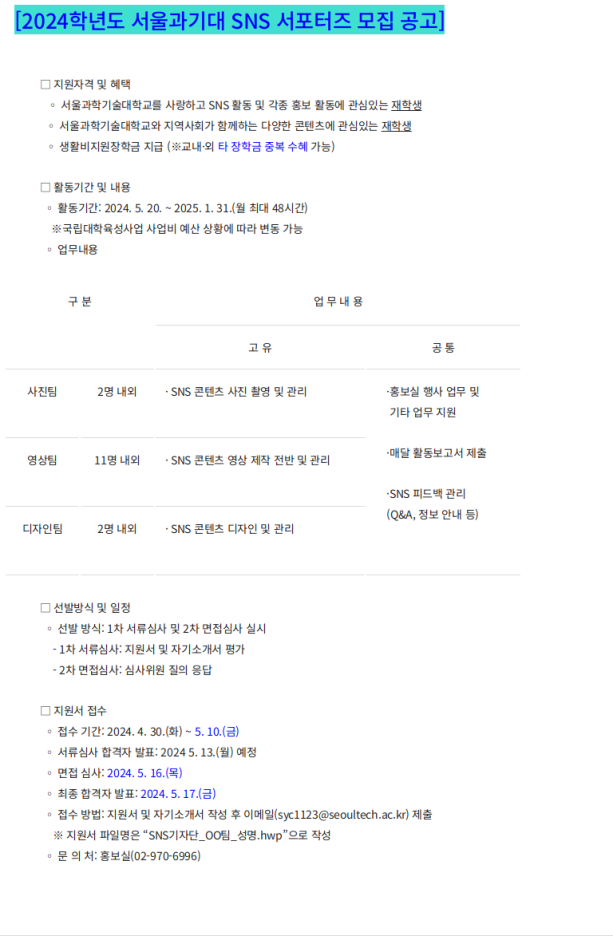 [2024학년도 서울과기대 SNS 서포터즈 모집 공고]
□ 지원자격 및 혜택
◦ 서울과학기술대학교를 사랑하고 SNS 활동 및 각종 홍보 활동에 관심있는 재학생
◦ 서울과학기술대학교와 지역사회가 함께하는 다양한 콘텐츠에 관심있는 재학생
◦ 생활비지원장학금 지급 (※교내·외 타 장학금 중복 수혜 가능)
□ 활동기간 및 내용
◦ 활동기간: 2024. 5. 20. ~ 2025. 1. 31.(월 최대 48시간)
※국립대학육성사업 사업비 예산 상황에 따라 변동 가능
◦ 업무내용
구 분 업 무 내 용
고 유 공 통
사진팀 2명 내외 · SNS 콘텐츠 사진 촬영 및 관리 ·홍보실 행사 업무 및
기타 업무 지원
·매달 활동보고서 제출
영상팀 11명 내외 · SNS 콘텐츠 영상 제작 전반 및 관리
·SNS 피드백 관리
(Q&A, 정보 안내 등)
디자인팀 2명 내외 · SNS 콘텐츠 디자인 및 관리
□ 선발방식 및 일정
◦ 선발 방식: 1차 서류심사 및 2차 면접심사 실시
- 1차 서류심사: 지원서 및 자기소개서 평가
- 2차 면접심사: 심사위원 질의 응답
□ 지원서 접수
◦ 접수 기간: 2024. 4. 30.(화) ~ 5. 10.(금)
◦ 서류심사 합격자 발표: 2024 5. 13.(월) 예정
◦ 면접 심사: 2024. 5. 16.(목)
◦ 최종 합격자 발표: 2024. 5. 17.(금)
◦ 접수 방법: 지원서 및 자기소개서 작성 후 이메일(syc1123@seoultech.ac.kr) 제출
※ 지원서 파일명은 “SNS기자단_OO팀_성명.hwp”으로 작성
◦ 문 의 처: 홍보실(02-970-6996)